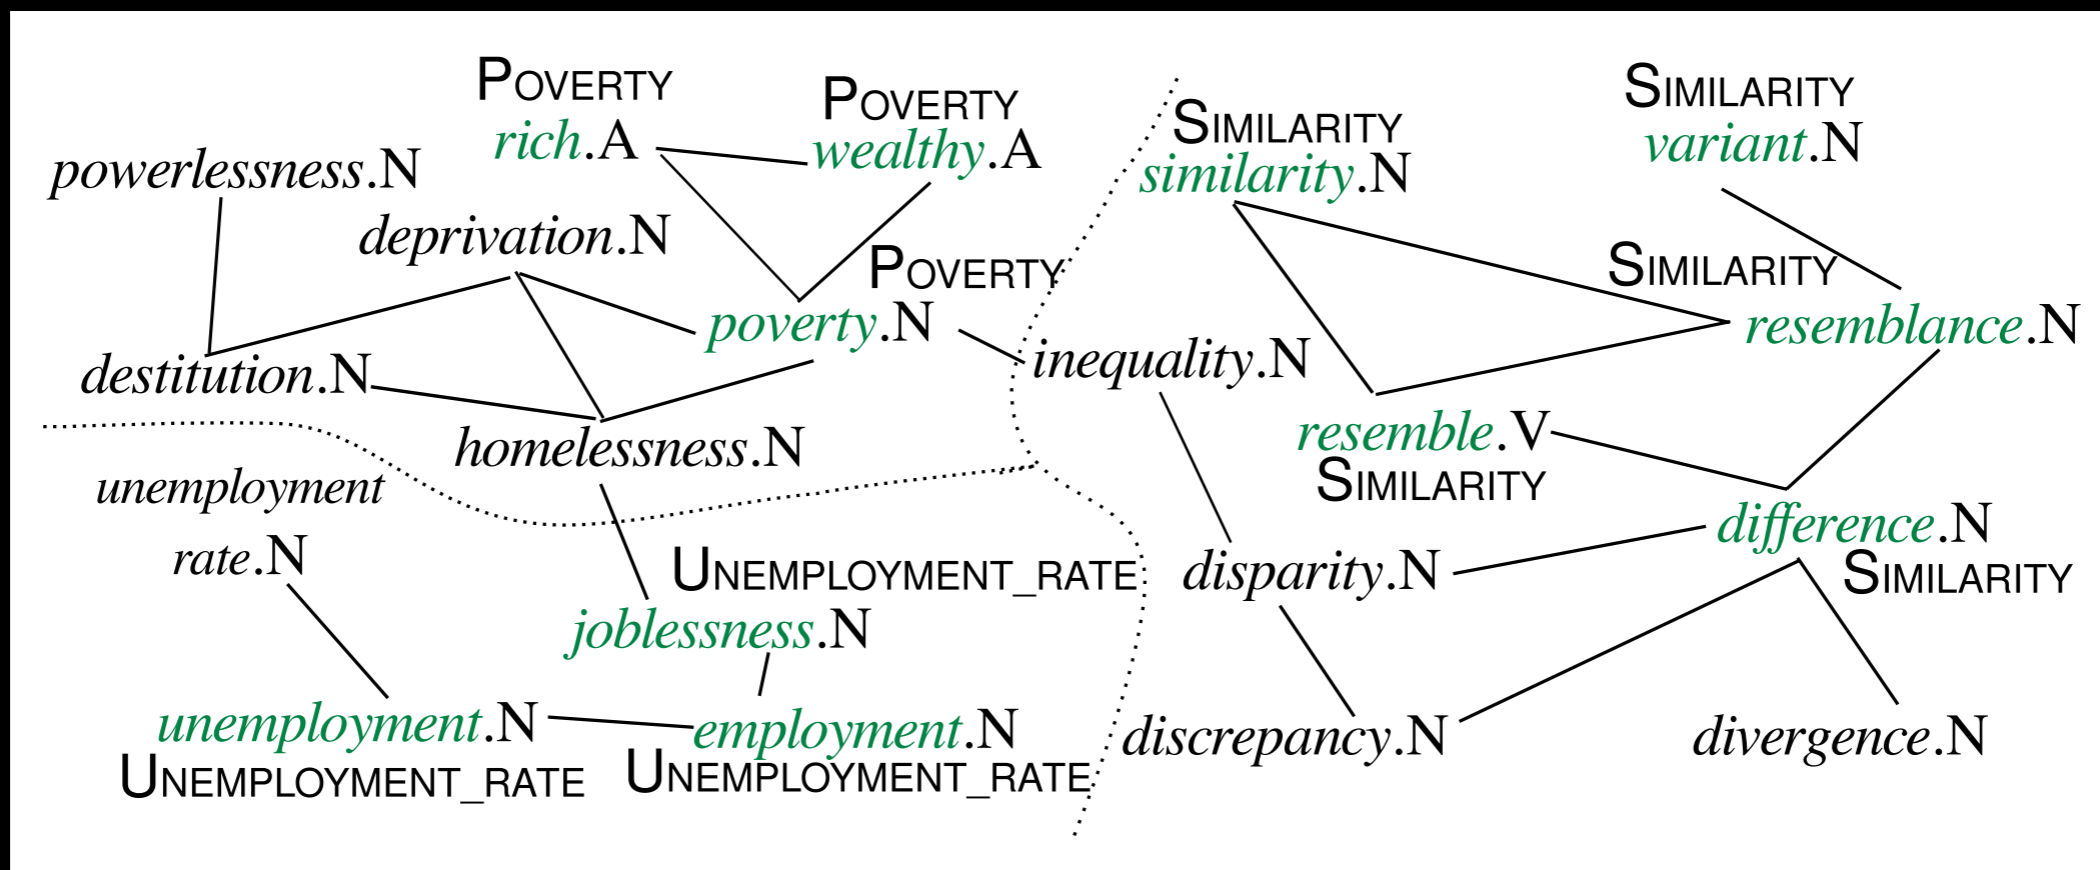 POVERTY
rich.A
POVERTY
wealthy.A
SIMILARITY
similarity.N
SIMILARITY
variant.N
powerlessness.N
deprivation.N
POVERTY
poverty.N
SIMILARITY
resemblance.N
destitution.N
inequality.N
homelessness.N
resemble.V
SIMILARITY
unemployment
rate.N
UNEMPLOYMENT_RATE
joblessness.N
disparity.N
difference.N
SIMILARITY
unemployment.N
UNEMPLOYMENT_RATE
employment.N
UNEMPLOYMENT_RATE
discrepancy.N
divergence.N